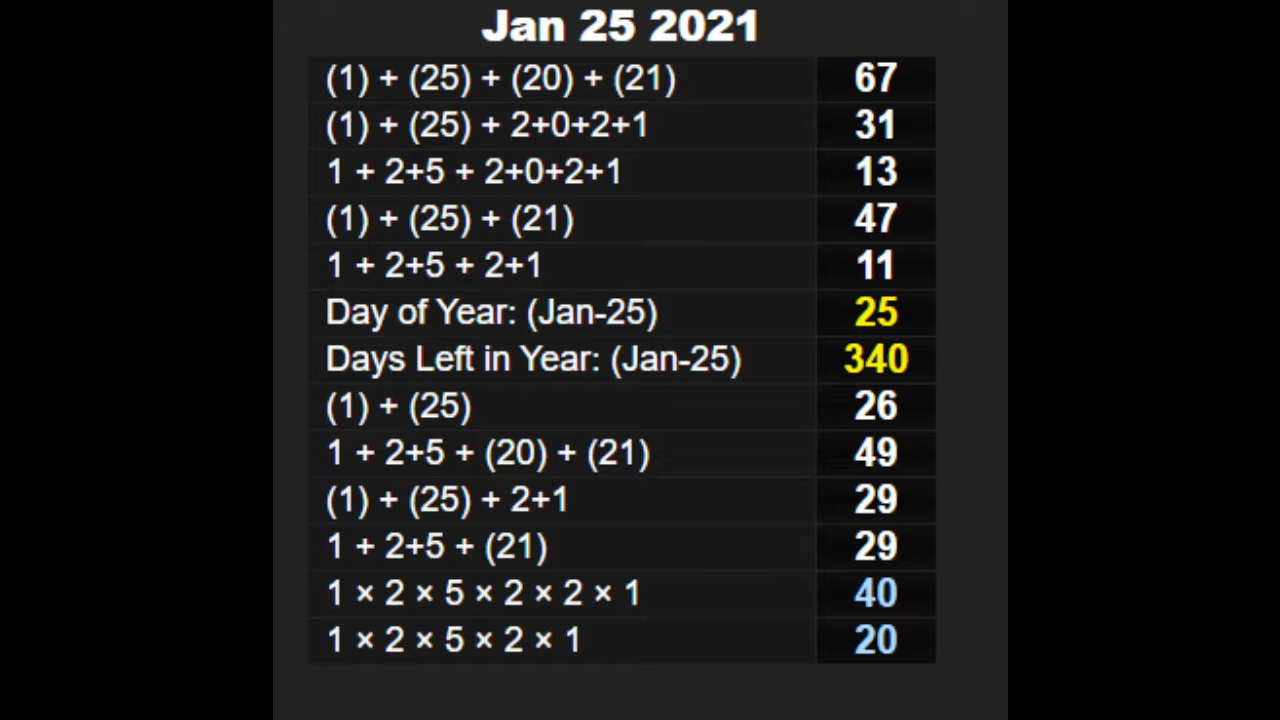 Jan 25 2021
(1) + (25) + (20) + (21) 67
(1) + (25) + 2+0+2+1 31
1 + 2+5 + 2+0+2+1 13
(1) + (25) + (21) 47
1 + 2+5 + 2+1 11
Day of Year: (Jan-25) 25
Days Left in Year: (Jan-25) 340
(1) + (25) 26
1 + 2+5 + (20) + (21) 49
(1) + (25) + 2+1 29
1 + 2+5 + (21) 29
1 × 2 × 5 × 2 × 2 × 1 40
1 × 2 × 5 × 2 × 1 20